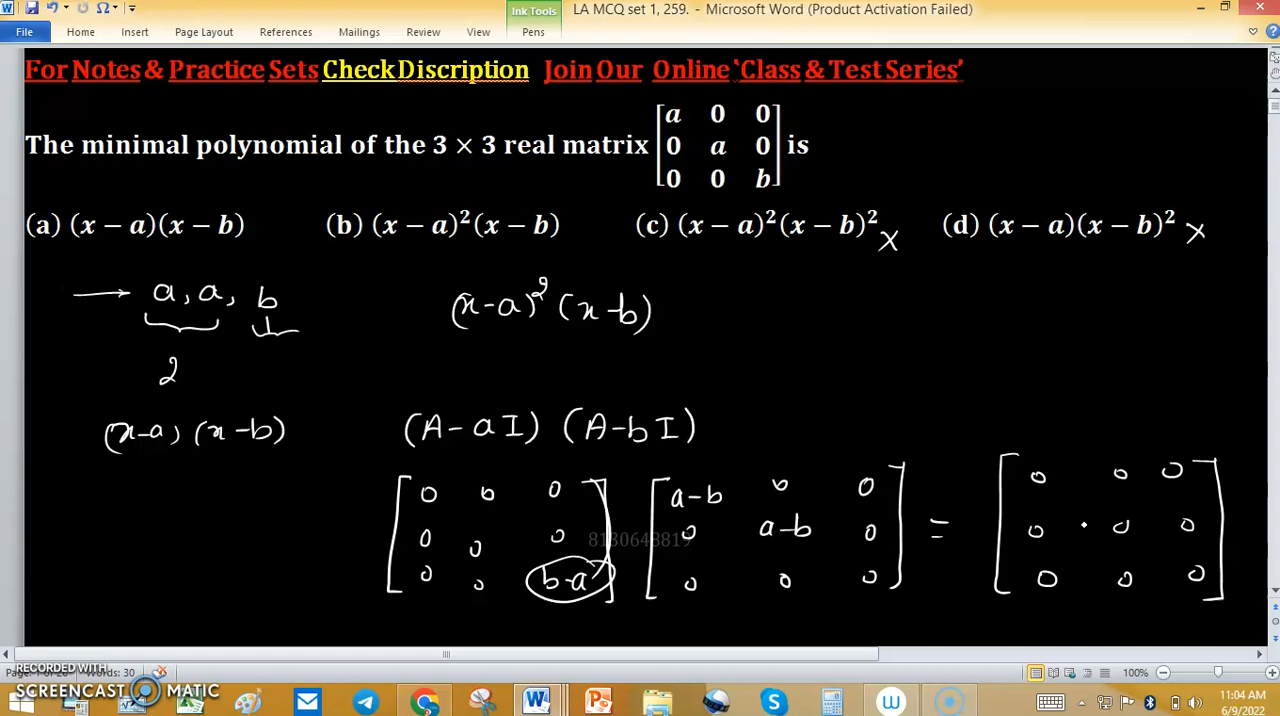 LA MCQ set 1, 259. - Microsoft Word (Product Activation Failed)
Ink Tools
File Home Insert Page Layout References Mailings Review View Pens
For Notes & Practice Sets Check Discription Join Our Online 'Class & Test Series'
The minimal polynomial of the 3 × 3 real matrix [a 0 0
0 a 0
0 0 b] is
(a) (x − a)(x − b) (b) (x − a)²(x − b) (c) (x − a)²(x − b)² x (d) (x − a)(x − b)² x
→ a, a, b (x-a)² (x-b)
2
(x-a) (x-b) (A-aI) (A-bI)
[0 0 0 [a-b 0 0 [0 0 0
0 0 0 0 a-b 0 = 0 0 0
0 0 b-a] 0 0 0] 0 0 0]
8130648819
Words: 30 100%
RECORDED WITH
SCREENCAST MATIC
11:04 AM
6/9/2022